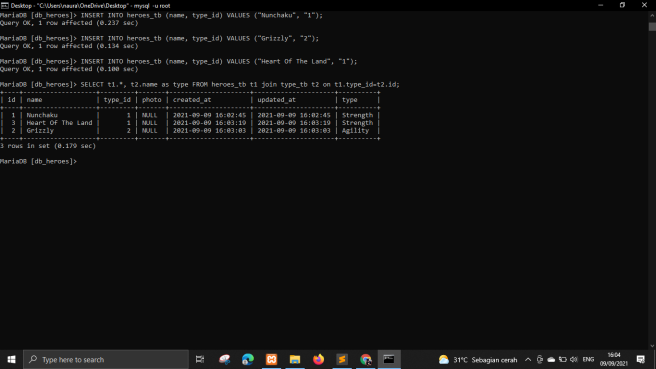 Desktop - "C:\Users\naura\OneDrive\Desktop" - mysql -u root
MariaDB [db_heroes]> INSERT INTO heroes_tb (name, type_id) VALUES ("Nunchaku", "1");
Query OK, 1 row affected (0.237 sec)
MariaDB [db_heroes]> INSERT INTO heroes_tb (name, type_id) VALUES ("Grizzly", "2");
Query OK, 1 row affected (0.134 sec)
MariaDB [db_heroes]> INSERT INTO heroes_tb (name, type_id) VALUES ("Heart Of The Land", "1");
Query OK, 1 row affected (0.100 sec)
MariaDB [db_heroes]> SELECT t1.*, t2.name as type FROM heroes_tb t1 join type_tb t2 on t1.type_id=t2.id;
+----+-------------------+---------+-------+---------------------+---------------------+----------+
| id | name              | type_id | photo | created_at          | updated_at          | type     |
+----+-------------------+---------+-------+---------------------+---------------------+----------+
|  1 | Nunchaku          |       1 | NULL  | 2021-09-09 16:02:45 | 2021-09-09 16:02:45 | Strength |
|  3 | Heart Of The Land |       1 | NULL  | 2021-09-09 16:03:19 | 2021-09-09 16:03:19 | Strength |
|  2 | Grizzly           |       2 | NULL  | 2021-09-09 16:03:03 | 2021-09-09 16:03:03 | Agility  |
+----+-------------------+---------+-------+---------------------+---------------------+----------+
3 rows in set (0.179 sec)
MariaDB [db_heroes]>
Type here to search
31°C Sebagian cerah
ENG
16:04
09/09/2021